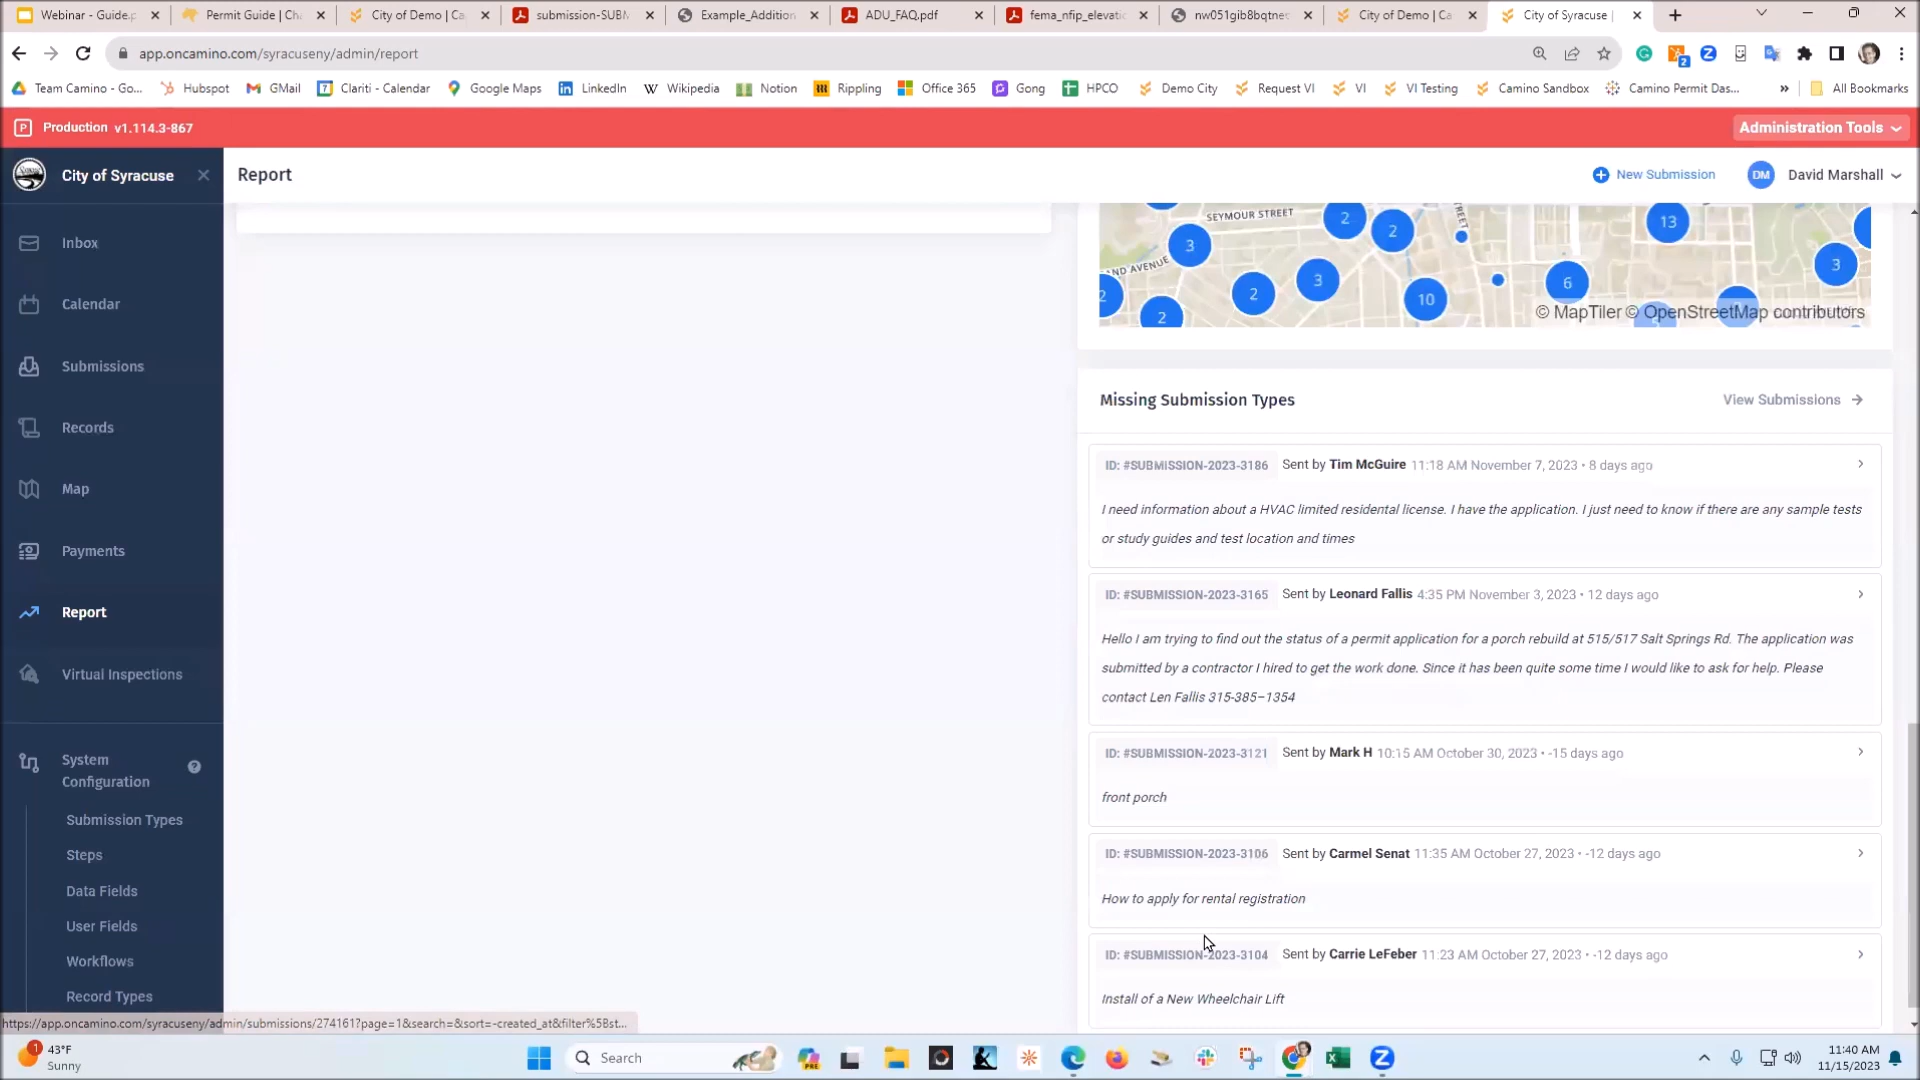 Webinar - Guide.p
Permit Guide | Cha
City of Demo | Ca
submission-SUBM
Example_Addition
ADU_FAQ.pdf
fema_nfip_elevati
nw051gib8bqtne
City of Demo | Ca
City of Syracuse |
app.oncamino.com/syracuseny/admin/report
Team Camino - Go...
Hubspot
GMail
Clariti - Calendar
Google Maps
LinkedIn
Wikipedia
Notion
Rippling
Office 365
Gong
HPCO
Demo City
Request VI
VI
VI Testing
Camino Sandbox
Camino Permit Das...
All Bookmarks
Production v1.114.3-867
Administration Tools
City of Syracuse
Report
New Submission
DM
David Marshall
Inbox
Calendar
Submissions
Records
Map
Payments
Report
Virtual Inspections
System
Configuration
Submission Types
Steps
Data Fields
User Fields
Workflows
Record Types
SEYMOUR STREET
3
2
2
13
3
2
2
3
10
6
2
© MapTiler © OpenStreetMap contributors
Missing Submission Types
View Submissions
ID: #SUBMISSION-2023-3186 Sent by Tim McGuire 11:18 AM November 7, 2023 • 8 days ago
I need information about a HVAC limited residential license. I have the application. I just need to know if there are any sample tests
or study guides and test location and times
ID: #SUBMISSION-2023-3165 Sent by Leonard Fallis 4:35 PM November 3, 2023 • 12 days ago
Hello I am trying to find out the status of a permit application for a porch rebuild at 515/517 Salt Springs Rd. The application was
submitted by a contractor I hired to get the work done. Since it has been quite some time I would like to ask for help. Please
contact Len Fallis 315-385–1354
ID: #SUBMISSION-2023-3121 Sent by Mark H 10:15 AM October 30, 2023 • -15 days ago
front porch
ID: #SUBMISSION-2023-3106 Sent by Carmel Senat 11:35 AM October 27, 2023 • -12 days ago
How to apply for rental registration
ID: #SUBMISSION-2023-3104 Sent by Carrie LeFeber 11:23 AM October 27, 2023 • -12 days ago
Install of a New Wheelchair Lift
https://app.oncamino.com/syracuseny/admin/submissions/274161?page=1&search=&sort=-created_at&filter%5Bst...
1
43°F
Sunny
Search
PRE
11:40 AM
11/15/2023